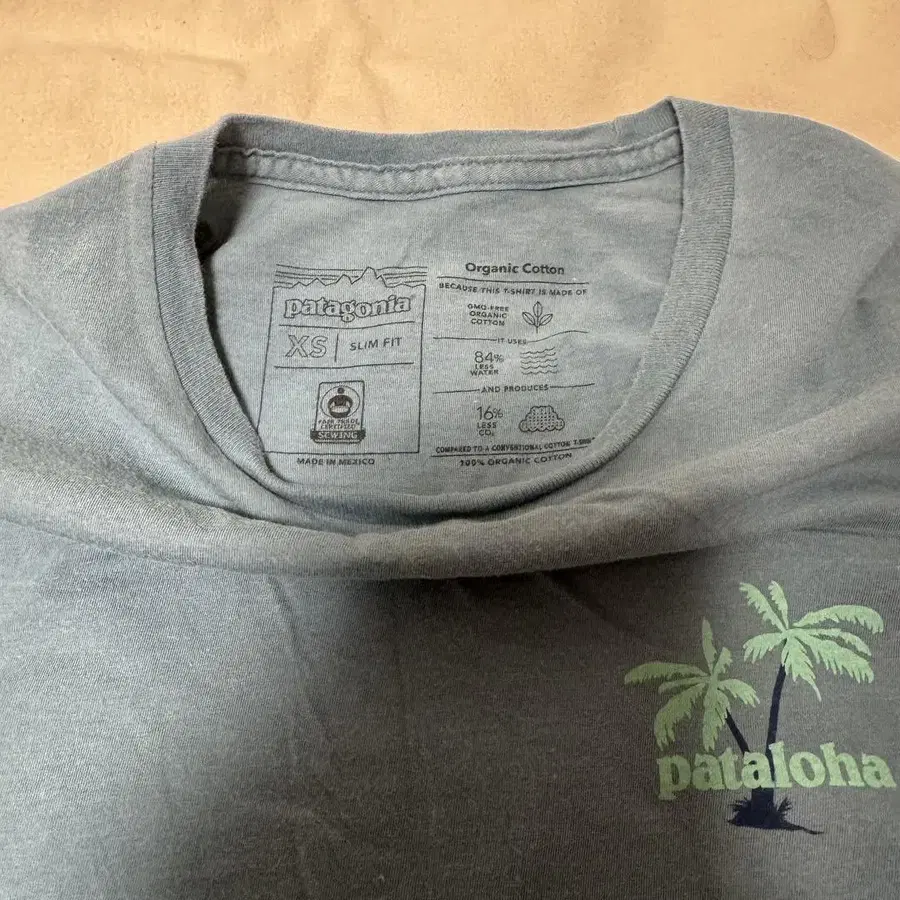 patagonia®
XS
SLIM FIT
FAIR TRADE
CERTIFIED
SEWING
MADE IN MEXICO
Organic Cotton
BECAUSE THIS T-SHIRT IS MADE OF
GMO-FREE
ORGANIC
COTTON
IT USES
84%
LESS
WATER
AND PRODUCES
16%
LESS
CO₂
COMPARED TO A CONVENTIONAL COTTON T-SHIRT
100% ORGANIC COTTON
pataloha